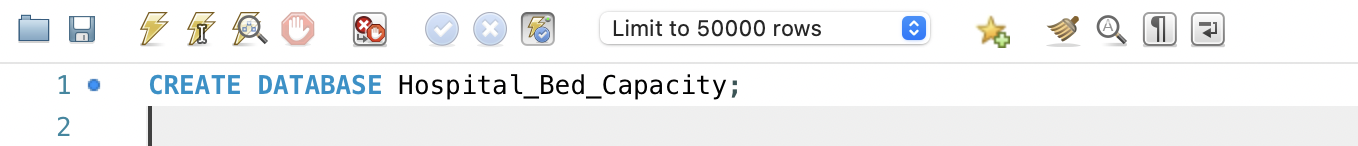 Limit to 50000 rows
1 CREATE DATABASE Hospital_Bed_Capacity;
2